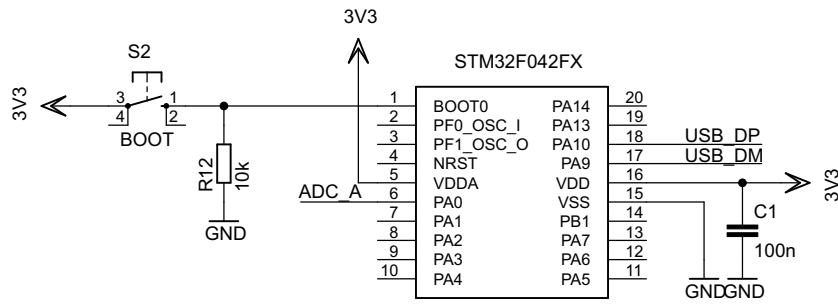 3V3
S2
STM32F042FX
3V3
3
1
4
2
BOOT
R12
10k
GND
ADC_A
1 BOOT0 PA14 20
2 PF0_OSC_I PA13 19
3 PF1_OSC_O PA10 18 USB_DP
4 NRST PA9 17 USB_DM
5 VDDA VDD 16
6 PA0 VSS 15
7 PA1 PB1 14
8 PA2 PA7 13
9 PA3 PA6 12
10 PA4 PA5 11
3V3
C1
100n
GND
GND